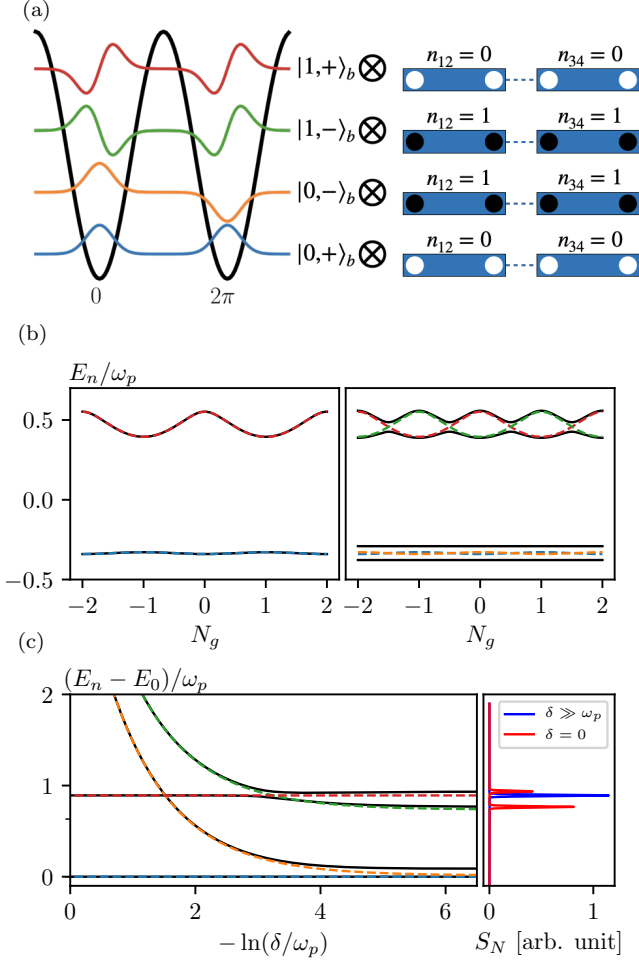 (a)
|1,+⟩_b ⊗ n_12 = 0 n_34 = 0
|1,−⟩_b ⊗ n_12 = 1 n_34 = 1
|0,−⟩_b ⊗ n_12 = 1 n_34 = 1
|0,+⟩_b ⊗ n_12 = 0 n_34 = 0
0 2π
(b)
E_n/ω_p
0.5
0.0
−0.5
−2 −1 0 1 2
N_g
−2 −1 0 1 2
N_g
(c)
(E_n − E_0)/ω_p
2
1
0
0 2 4 6
− ln(δ/ω_p)
δ ≫ ω_p
δ = 0
0 1
S_N [arb. unit]